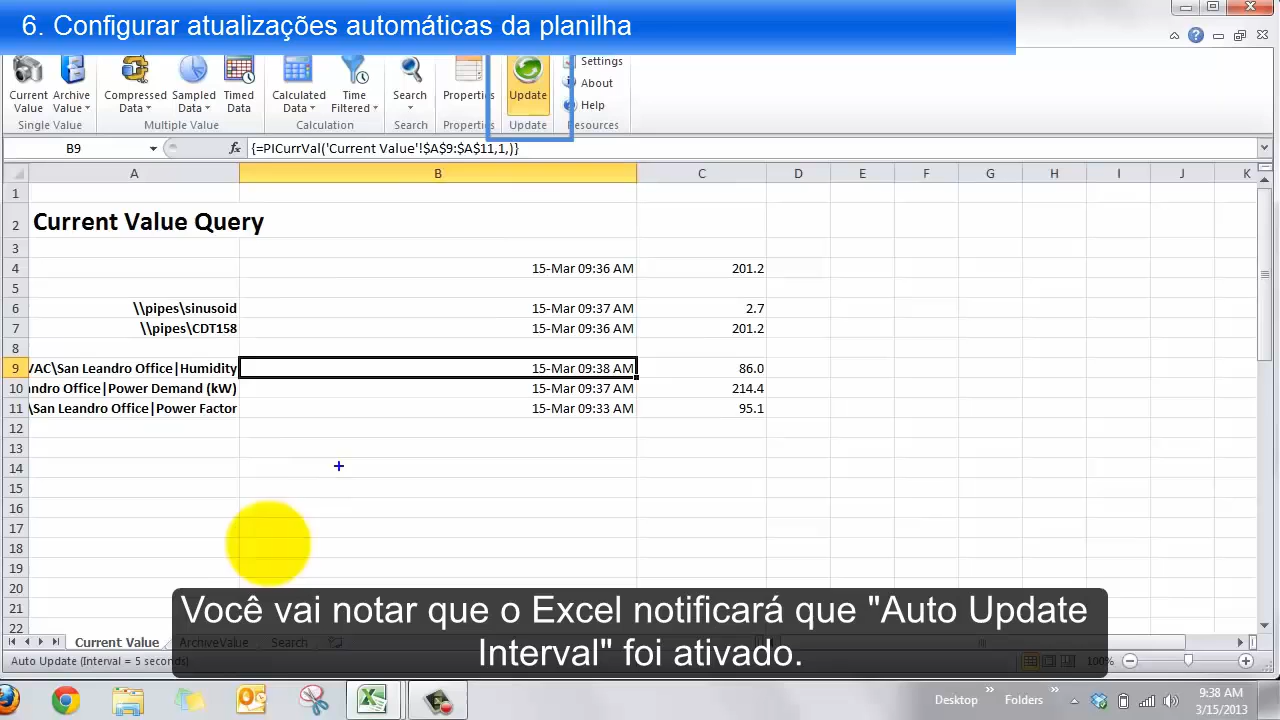 6. Configurar atualizações automáticas da planilha
Current Value
Archive Value
Compressed Data
Sampled Data
Timed Data
Calculated Data
Time Filtered
Search
Properties
Update
Settings
About
Help
Single Value
Multiple Value
Calculation
Search
Properties
Update
Resources
B9
fx
{=PICurrVal('Current Value'!$A$9:$A$11,1,)}
A B C D E F G H I J K
1
2 Current Value Query
3
4 15-Mar 09:36 AM 201.2
5
6 \\pipes\sinusoid 15-Mar 09:37 AM 2.7
7 \\pipes\CDT158 15-Mar 09:36 AM 201.2
8
9 VAC\San Leandro Office|Humidity 15-Mar 09:38 AM 86.0
10 ndro Office|Power Demand (kW) 15-Mar 09:37 AM 214.4
11 \San Leandro Office|Power Factor 15-Mar 09:33 AM 95.1
12
13
14
15
16
17
18
19
20
21
22
Você vai notar que o Excel notificará que "Auto Update
Interval" foi ativado.
Current Value ArchiveValue Search
Auto Update (Interval = 5 seconds)
100%
Desktop » Folders »
9:38 AM
3/15/2013